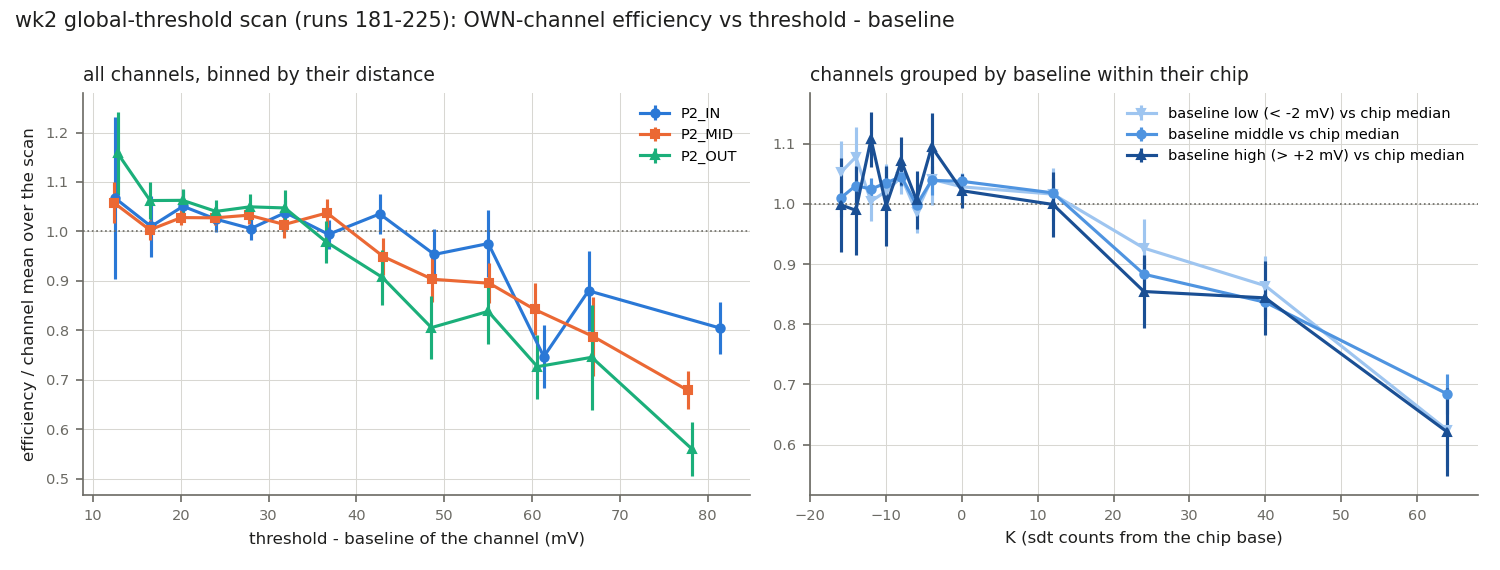 wk2 global-threshold scan (runs 181-225): OWN-channel efficiency vs threshold - baseline
all channels, binned by their distance
efficiency / channel mean over the scan
1.2
1.1
1.0
0.9
0.8
0.7
0.6
0.5
P2_IN
P2_MID
P2_OUT
10
20
30
40
50
60
70
80
threshold - baseline of the channel (mV)
channels grouped by baseline within their chip
1.1
1.0
0.9
0.8
0.7
0.6
baseline low (< -2 mV) vs chip median
baseline middle vs chip median
baseline high (> +2 mV) vs chip median
−20
−10
0
10
20
30
40
50
60
K (sdt counts from the chip base)